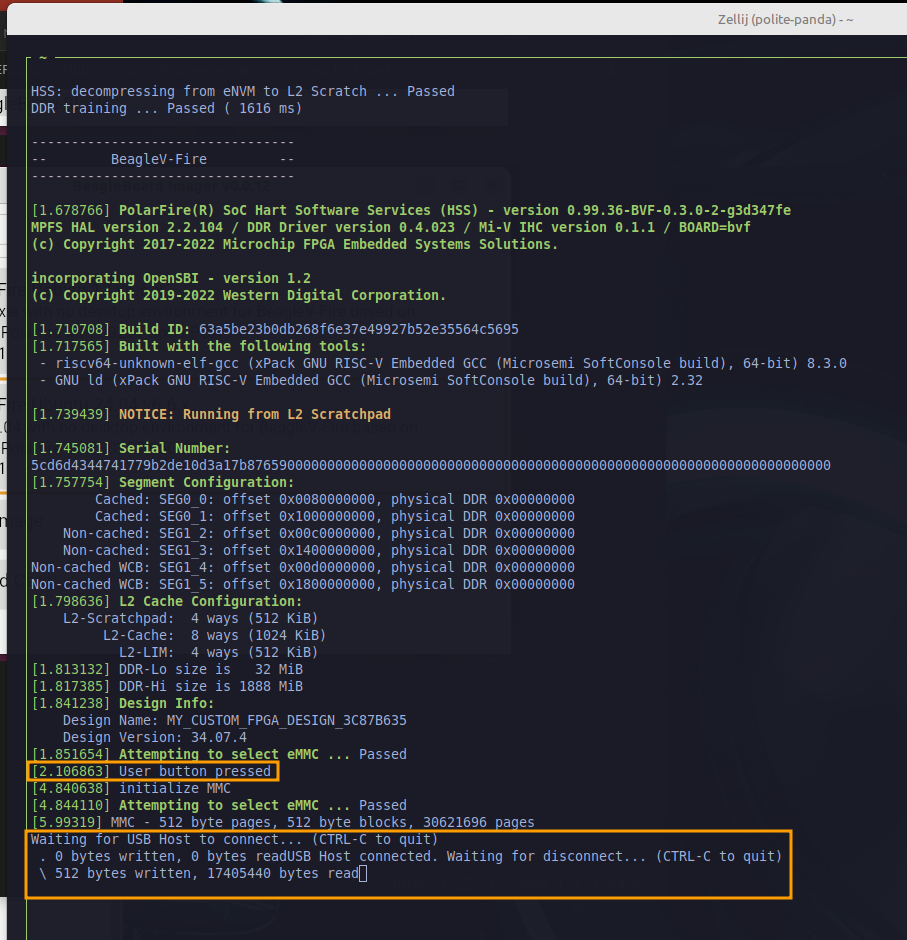 Zellij (polite-panda) - ~
~
HSS: decompressing from eNVM to L2 Scratch ... Passed
DDR training ... Passed ( 1616 ms)
---------------------------------
-- BeagleV-Fire --
---------------------------------
[1.678766] PolarFire(R) SoC Hart Software Services (HSS) - version 0.99.36-BVF-0.3.0-2-g3d347fe
MPFS HAL version 2.2.104 / DDR Driver version 0.4.023 / Mi-V IHC version 0.1.1 / BOARD=bvf
(c) Copyright 2017-2022 Microchip FPGA Embedded Systems Solutions.
incorporating OpenSBI - version 1.2
(c) Copyright 2019-2022 Western Digital Corporation.
[1.710708] Build ID: 63a5be23b0db268f6e37e49927b52e35564c5695
[1.717565] Built with the following tools:
- riscv64-unknown-elf-gcc (xPack GNU RISC-V Embedded GCC (Microsemi SoftConsole build), 64-bit) 8.3.0
- GNU ld (xPack GNU RISC-V Embedded GCC (Microsemi SoftConsole build), 64-bit) 2.32
[1.739439] NOTICE: Running from L2 Scratchpad
[1.745081] Serial Number:
5cd6d4344741779b2de10d3a17b8765900000000000000000000000000000000000000000000000000000000000000000000
[1.757754] Segment Configuration:
Cached: SEG0_0: offset 0x0080000000, physical DDR 0x00000000
Cached: SEG0_1: offset 0x1000000000, physical DDR 0x00000000
Non-cached: SEG1_2: offset 0x00c0000000, physical DDR 0x00000000
Non-cached: SEG1_3: offset 0x1400000000, physical DDR 0x00000000
Non-cached WCB: SEG1_4: offset 0x00d0000000, physical DDR 0x00000000
Non-cached WCB: SEG1_5: offset 0x1800000000, physical DDR 0x00000000
[1.798636] L2 Cache Configuration:
L2-Scratchpad: 4 ways (512 KiB)
L2-Cache: 8 ways (1024 KiB)
L2-LIM: 4 ways (512 KiB)
[1.813132] DDR-Lo size is 32 MiB
[1.817385] DDR-Hi size is 1888 MiB
[1.841238] Design Info:
Design Name: MY_CUSTOM_FPGA_DESIGN_3C87B635
Design Version: 34.07.4
[1.851654] Attempting to select eMMC ... Passed
[2.106863] User button pressed
[4.840638] initialize MMC
[4.844110] Attempting to select eMMC ... Passed
[5.99319] MMC - 512 byte pages, 512 byte blocks, 30621696 pages
Waiting for USB Host to connect... (CTRL-C to quit)
. 0 bytes written, 0 bytes readUSB Host connected. Waiting for disconnect... (CTRL-C to quit)
\ 512 bytes written, 17405440 bytes read